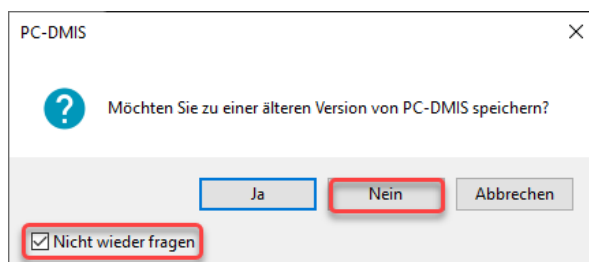 PC-DMIS
Möchten Sie zu einer älteren Version von PC-DMIS speichern?
Ja
Nein
Abbrechen
Nicht wieder fragen